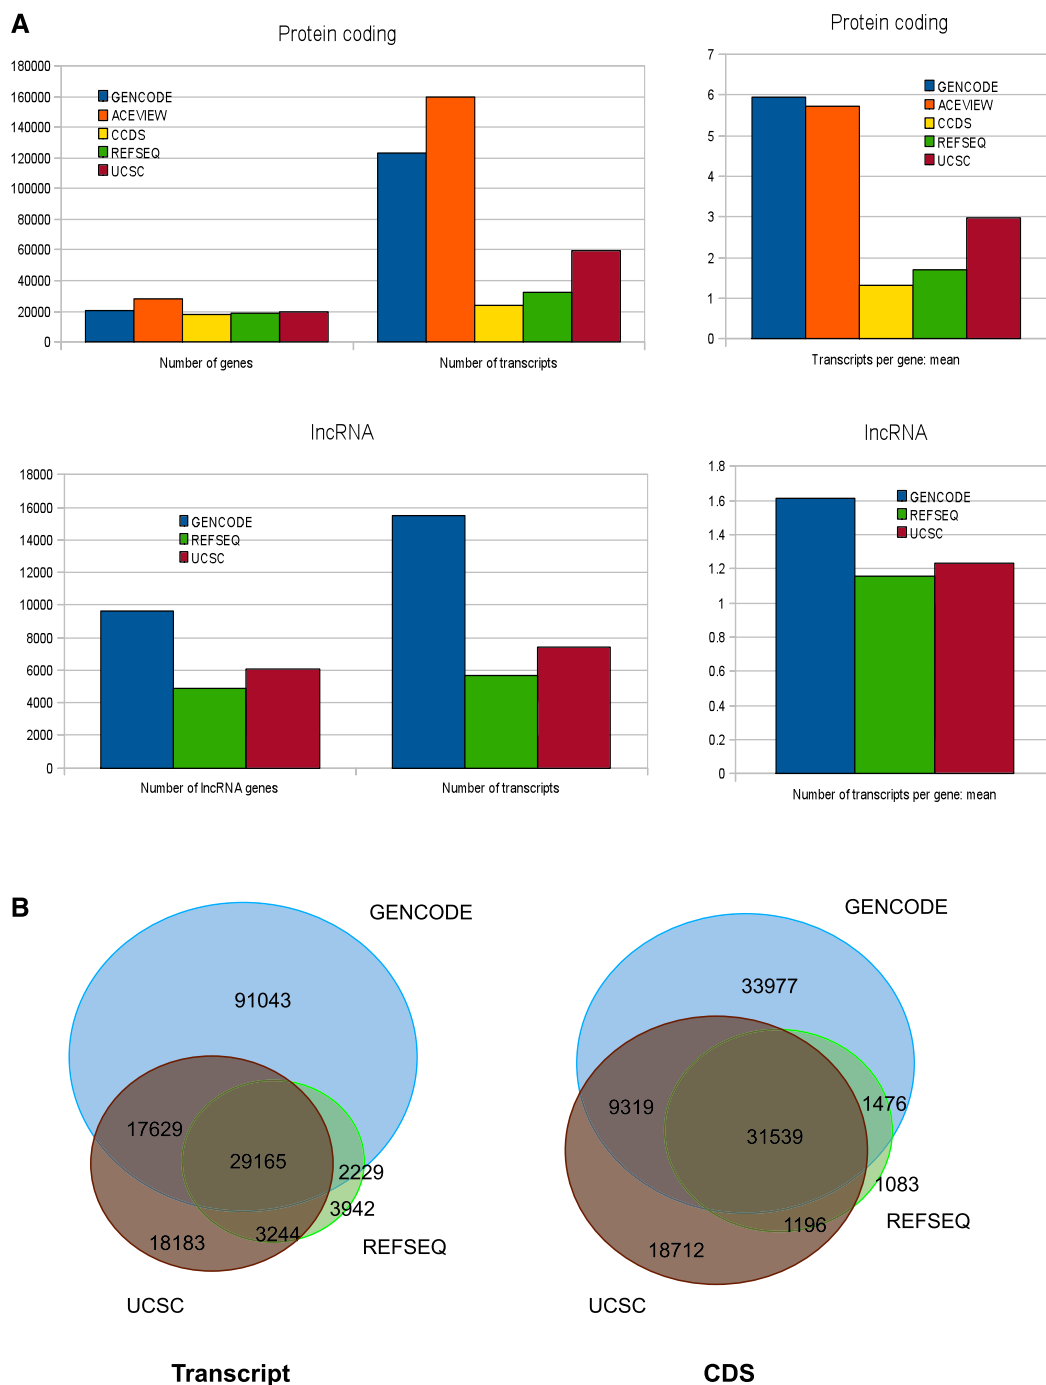 A
Protein coding
180000
160000
140000
120000
100000
80000
60000
40000
20000
0
GENCODE
ACEVIEW
CCDS
REFSEQ
UCSC
Number of genes
Number of transcripts
Protein coding
7
6
5
4
3
2
1
0
GENCODE
ACEVIEW
CCDS
REFSEQ
UCSC
Transcripts per gene: mean
lncRNA
18000
16000
14000
12000
10000
8000
6000
4000
2000
0
GENCODE
REFSEQ
UCSC
Number of lncRNA genes
Number of transcripts
lncRNA
1.8
1.6
1.4
1.2
1
0.8
0.6
0.4
0.2
0
GENCODE
REFSEQ
UCSC
Number of transcripts per gene: mean
B
GENCODE
91043
17629
29165
2229
3942
3244
18183
REFSEQ
UCSC
Transcript
GENCODE
33977
9319
1476
31539
1083
1196
REFSEQ
18712
UCSC
CDS